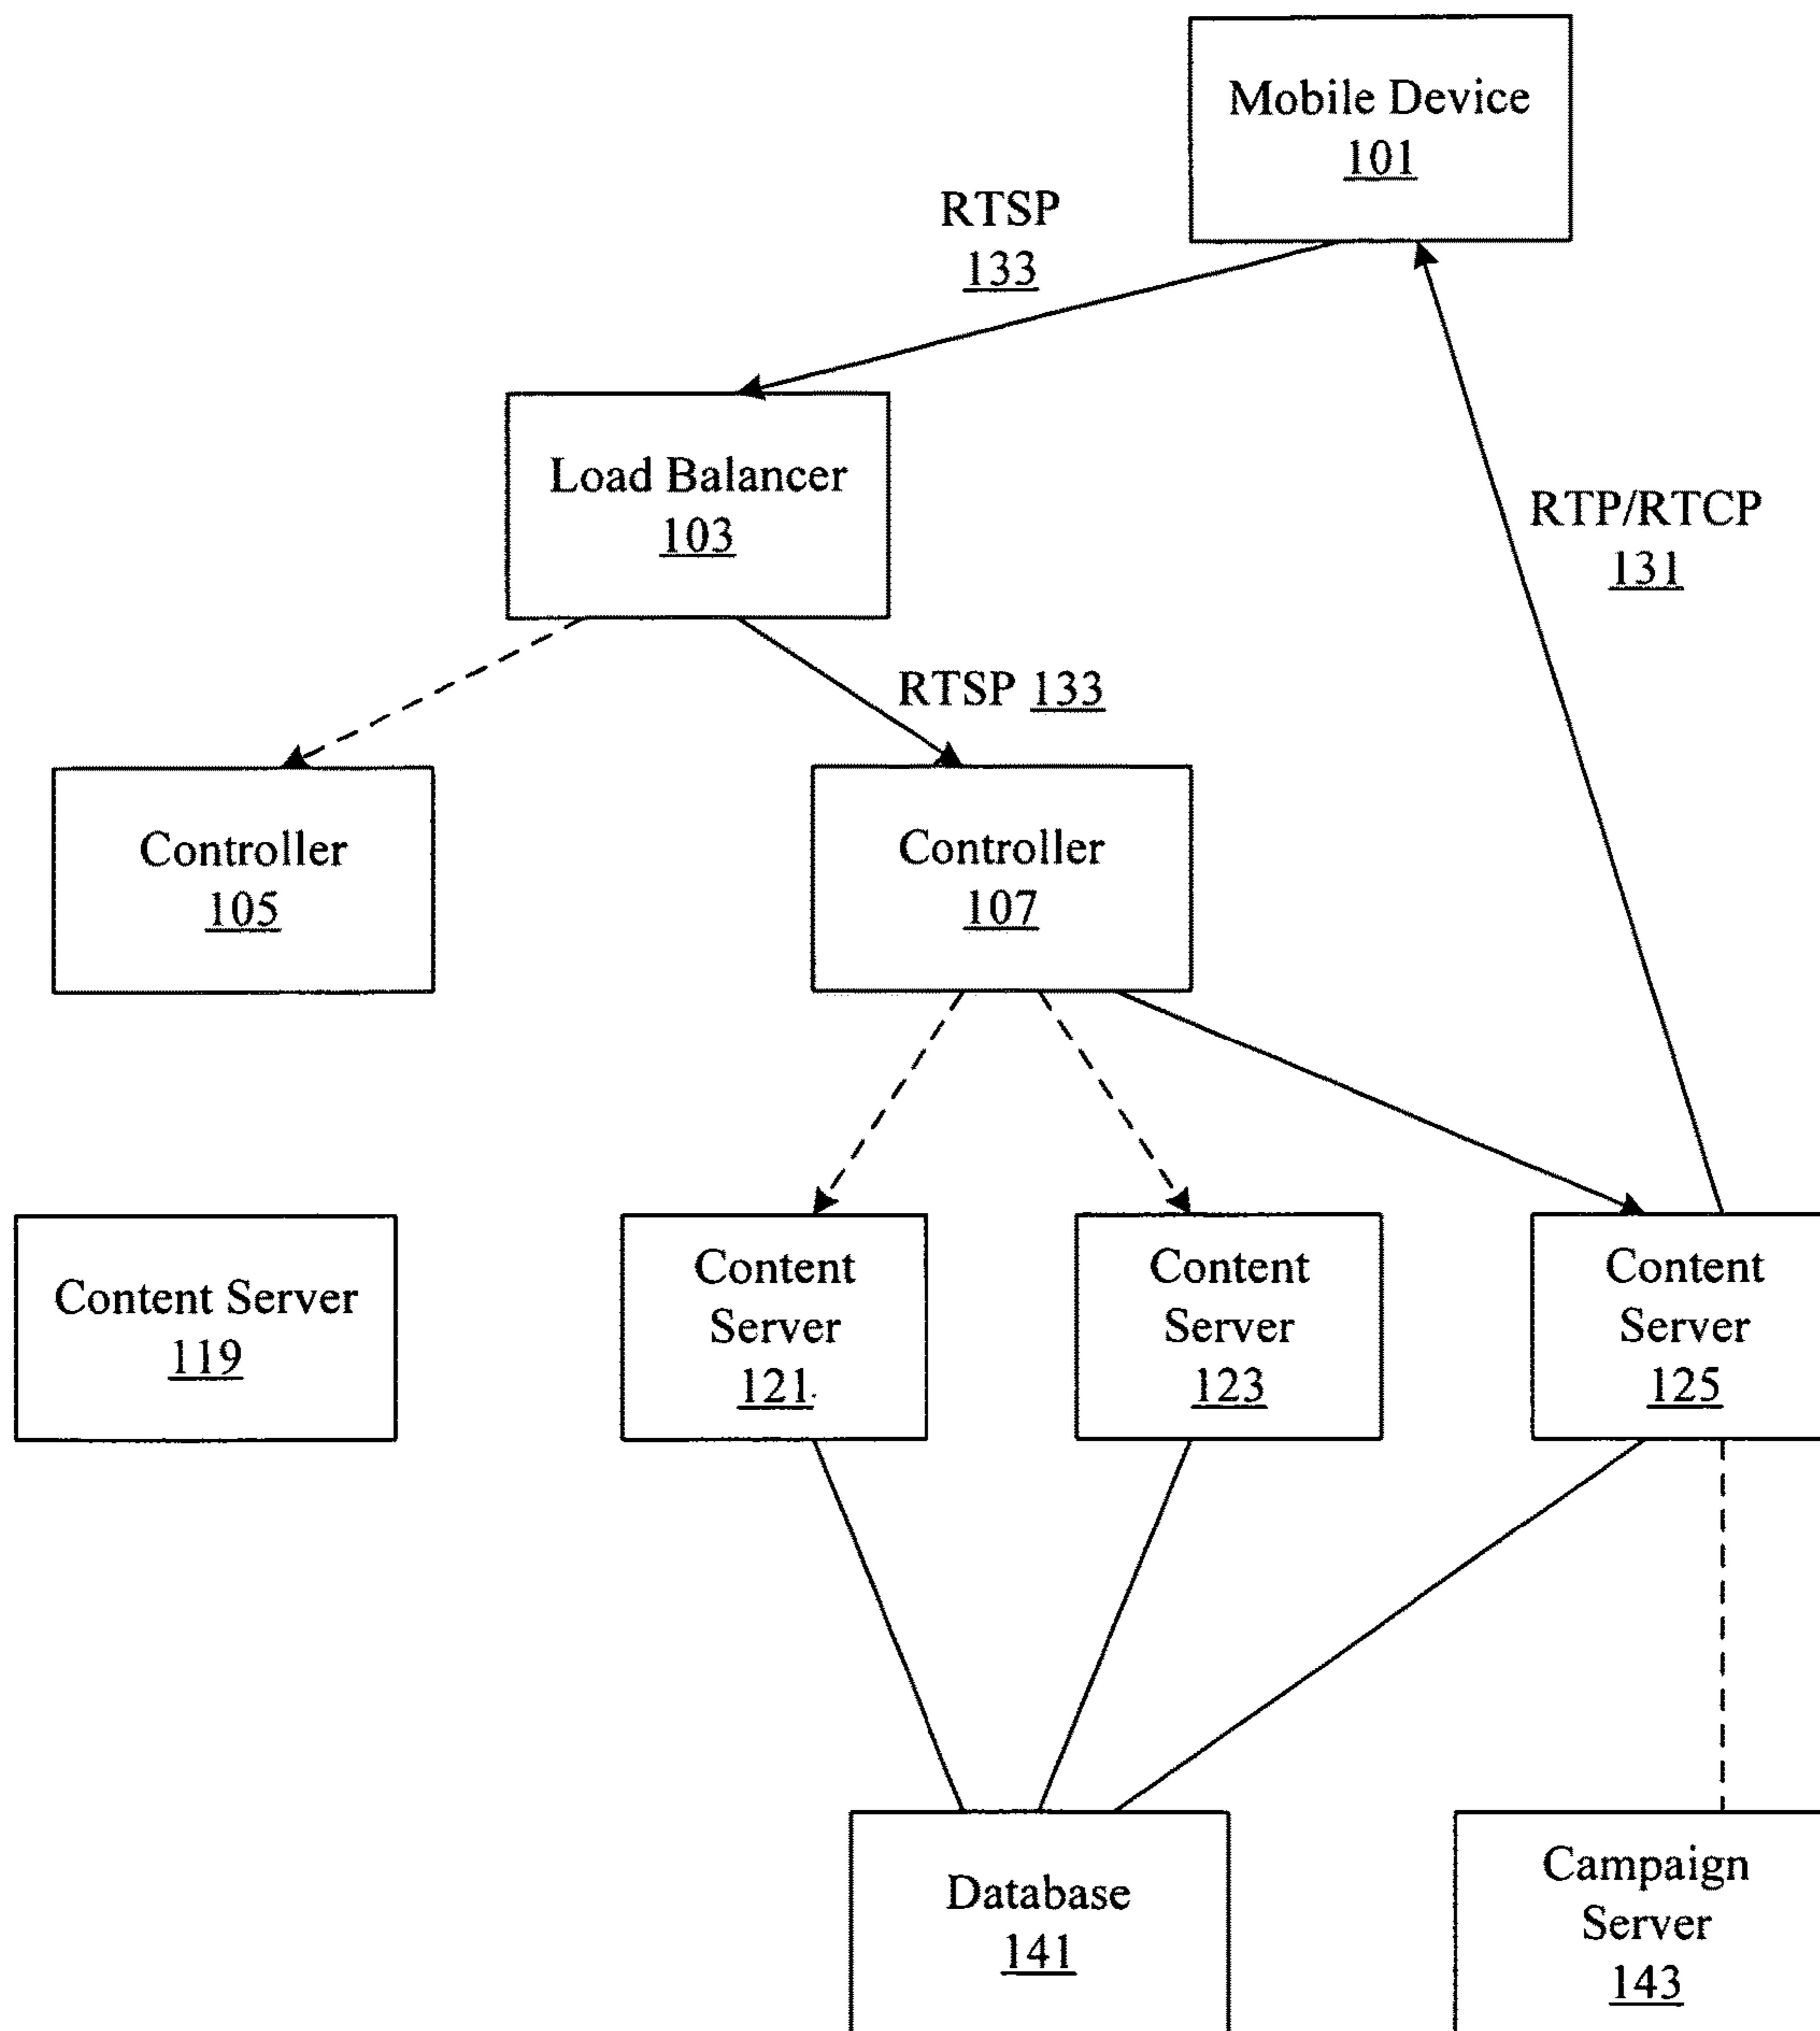 Mobile Device
101
RTSP
133
Load Balancer
103
RTP/RTCP
131
RTSP 133
Controller
105
Controller
107
Content Server
119
Content
Server
121
Content
Server
123
Content
Server
125
Database
141
Campaign
Server
143